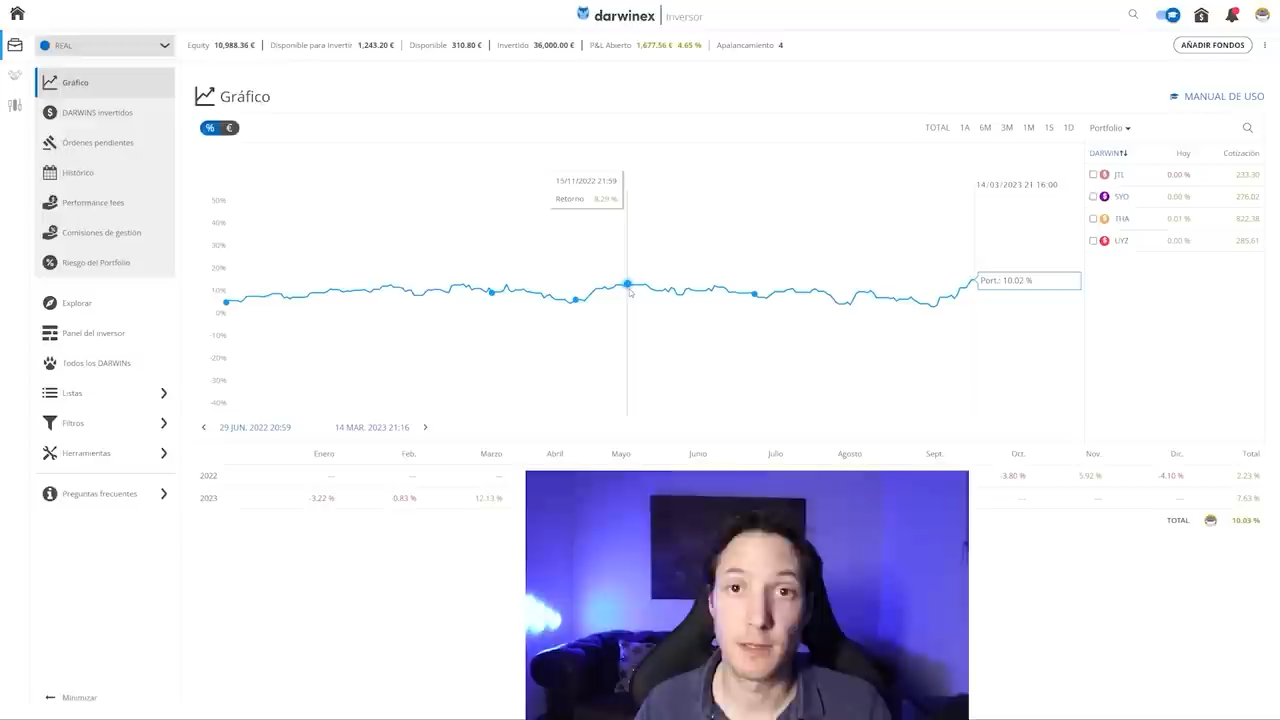 darwinex | Inversor
REAL
Equity 10,988.36 € | Disponible para invertir 1,243.20 € | Disponible 310.80 € | Invertido 36,000.00 € | P&L Abierto 1,677.56 € 4.65 % | Apalancamiento 4
AÑADIR FONDOS
Gráfico
DARWINS invertidos
Órdenes pendientes
Histórico
Performance fees
Comisiones de gestión
Riesgo del Portfolio
Explorar
Panel del inversor
Todos los DARWINs
Listas
Filtros
Herramientas
Preguntas frecuentes
Minimizar
Gráfico
MANUAL DE USO
% €
TOTAL 1A 6M 3M 1M 1S 1D
Portfolio
DARWIN Hoy Cotización
JTL 0.00 % 233.30
SYO 0.00 % 276.02
THA 0.01 % 822.38
UYZ 0.00 % 285.61
15/11/2022 21:59
Retorno 8.29 %
14/03/2023 21 16:00
50%
40%
30%
20%
10%
0%
-10%
-20%
-30%
-40%
Port.: 10.02 %
29 JUN. 2022 20:59
14 MAR. 2023 21:16
Enero Feb. Marzo Abril Mayo Junio Julio Agosto Sept. Oct. Nov. Dic. Total
2022 --- --- --- -3.80 % 5.92 % -4.10 % 2.23 %
2023 -3.22 % 0.83 % 12.13 % --- --- --- 7.63 %
TOTAL 10.03 %